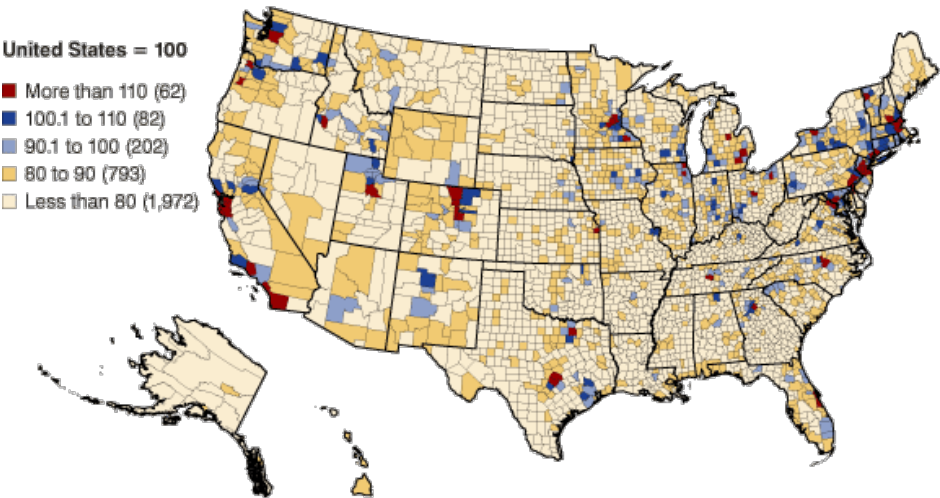 United States = 100
More than 110 (62)
100.1 to 110 (82)
90.1 to 100 (202)
80 to 90 (793)
Less than 80 (1,972)